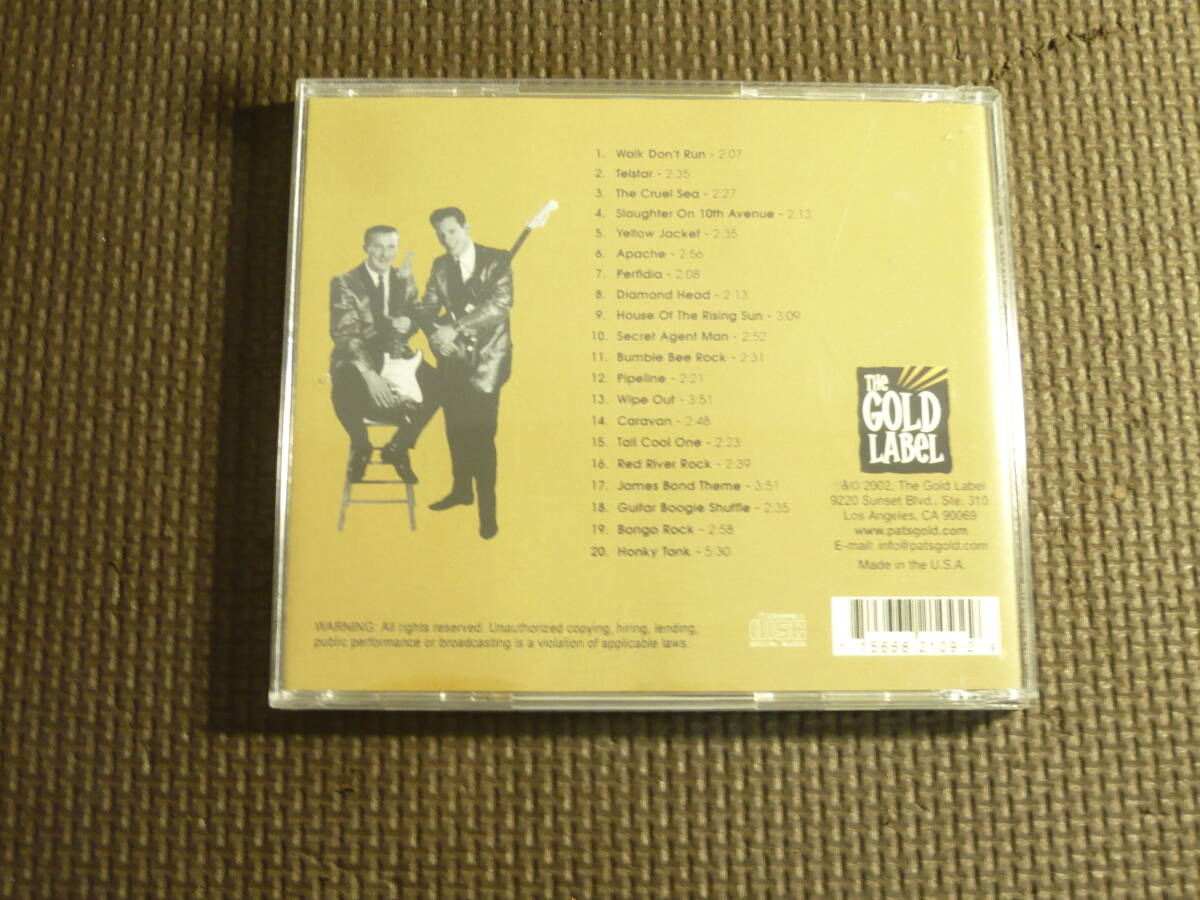 1. Walk Don't Run - 2:07
2. Telstar - 2:35
3. The Cruel Sea - 2:27
4. Slaughter On 10th Avenue - 2:13
5. Yellow Jacket - 2:35
6. Apache - 2:56
7. Perfidia - 2:08
8. Diamond Head - 2:13
9. House Of The Rising Sun - 3:09
10. Secret Agent Man - 2:52
11. Bumble Bee Rock - 2:31
12. Pipeline - 2:21
13. Wipe Out - 3:51
14. Caravan - 2:48
15. Tall Cool One - 2:23
16. Red River Rock - 2:39
17. James Bond Theme - 3:51
18. Guitar Boogie Shuffle - 2:35
19. Bongo Rock - 2:58
20. Honky Tonk - 5:30
THE
GOLD
LABEL
℗&© 2002, The Gold Label
9220 Sunset Blvd., Ste. 310
Los Angeles, CA 90069
www.patsgold.com
E-mail: info@patsgold.com
Made in the U.S.A.
WARNING: All rights reserved. Unauthorized copying, hiring, lending,
public performance or broadcasting is a violation of applicable laws.
COMPACT
disc
DIGITAL AUDIO
15668 2109 2